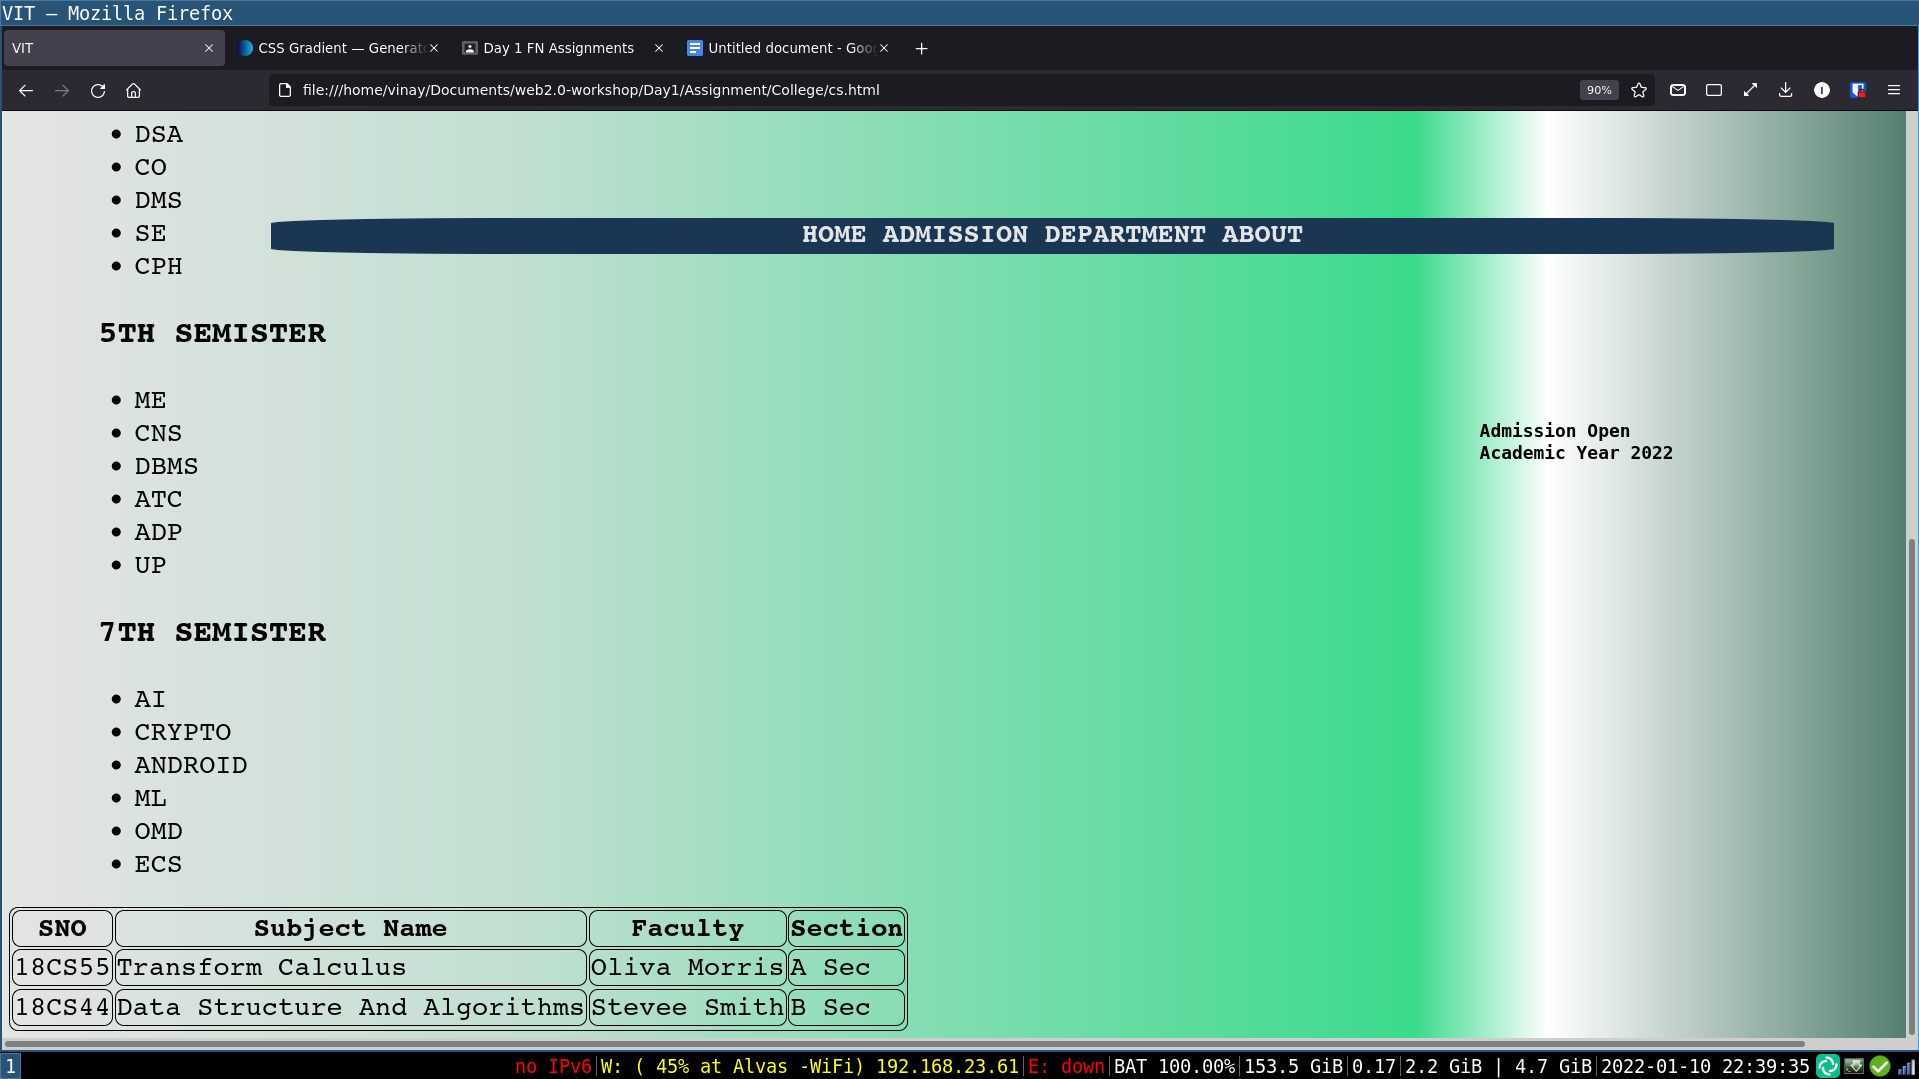 VIT — Mozilla Firefox
VIT
CSS Gradient — Generat
Day 1 FN Assignments
Untitled document - Goo
file:///home/vinay/Documents/web2.0-workshop/Day1/Assignment/College/cs.html
90%
DSA
CO
DMS
SE
HOME ADMISSION DEPARTMENT ABOUT
CPH
5TH SEMISTER
ME
CNS
Admission Open
Academic Year 2022
DBMS
ATC
ADP
UP
7TH SEMISTER
AI
CRYPTO
ANDROID
ML
OMD
ECS
SNO Subject Name Faculty Section
18CS55 Transform Calculus Oliva Morris A Sec
18CS44 Data Structure And Algorithms Stevee Smith B Sec
1 no IPv6|W: ( 45% at Alvas -WiFi) 192.168.23.61|E: down|BAT 100.00%|153.5 GiB|0.17|2.2 GiB | 4.7 GiB|2022-01-10 22:39:35